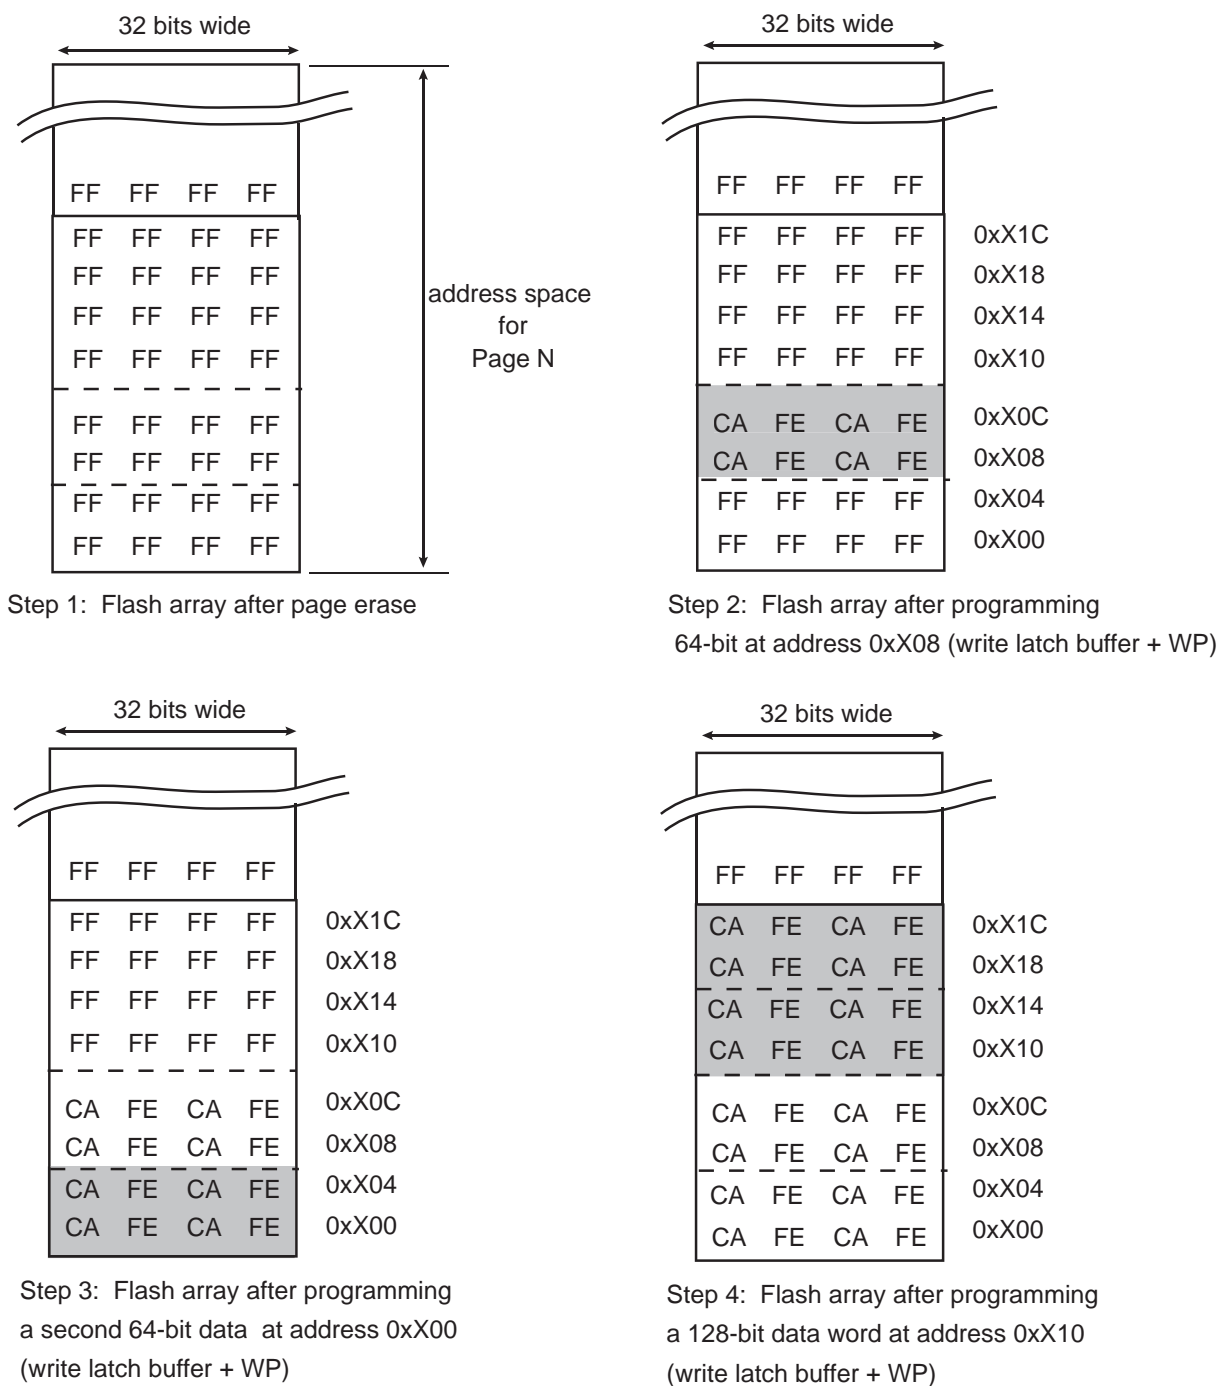 32 bits wide
FF FF FF FF
FF FF FF FF
FF FF FF FF
FF FF FF FF
FF FF FF FF
FF FF FF FF
FF FF FF FF
FF FF FF FF
FF FF FF FF
address space
for
Page N
Step 1: Flash array after page erase
32 bits wide
FF FF FF FF
FF FF FF FF 0xX1C
FF FF FF FF 0xX18
FF FF FF FF 0xX14
FF FF FF FF 0xX10
CA FE CA FE 0xX0C
CA FE CA FE 0xX08
FF FF FF FF 0xX04
FF FF FF FF 0xX00
Step 2: Flash array after programming
64-bit at address 0xX08 (write latch buffer + WP)
32 bits wide
FF FF FF FF
FF FF FF FF 0xX1C
FF FF FF FF 0xX18
FF FF FF FF 0xX14
FF FF FF FF 0xX10
CA FE CA FE 0xX0C
CA FE CA FE 0xX08
CA FE CA FE 0xX04
CA FE CA FE 0xX00
Step 3: Flash array after programming
a second 64-bit data at address 0xX00
(write latch buffer + WP)
32 bits wide
FF FF FF FF
CA FE CA FE 0xX1C
CA FE CA FE 0xX18
CA FE CA FE 0xX14
CA FE CA FE 0xX10
CA FE CA FE 0xX0C
CA FE CA FE 0xX08
CA FE CA FE 0xX04
CA FE CA FE 0xX00
Step 4: Flash array after programming
a 128-bit data word at address 0xX10
(write latch buffer + WP)